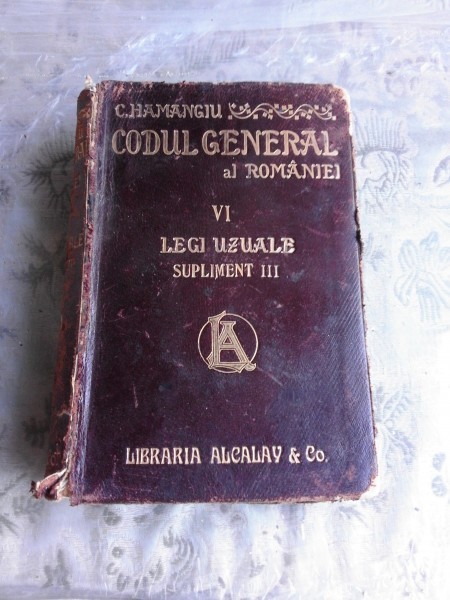 C. HAMANGIU
CODUL GENERAL
al ROMÂNIEI
VI
LEGI UZUALE
SUPLIMENT III
LA
LIBRARIA ALCALAY & Co.